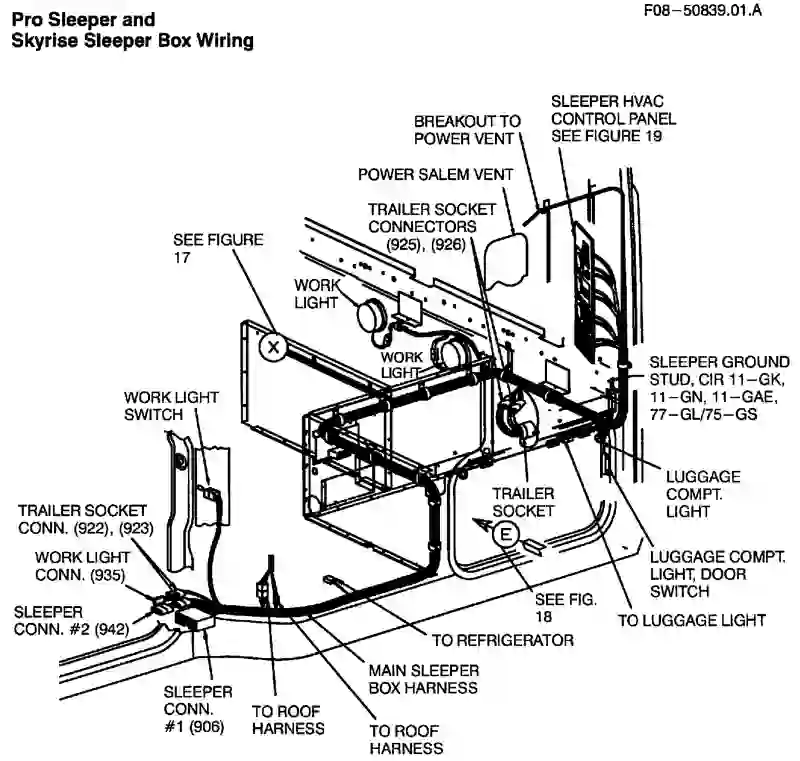 Pro Sleeper and
Skyrise Sleeper Box Wiring
F08-50839.01.A
SLEEPER HVAC
CONTROL PANEL
SEE FIGURE 19
BREAKOUT TO
POWER VENT
POWER SALEM VENT
TRAILER SOCKET
CONNECTORS
(925), (926)
SEE FIGURE
17
WORK
LIGHT
X
WORK
LIGHT
SLEEPER GROUND
STUD, CIR 11-GK,
11-GN, 11-GAE,
77-GL/75-GS
WORK LIGHT
SWITCH
LUGGAGE
COMPT.
LIGHT
TRAILER
SOCKET
TRAILER SOCKET
CONN. (922), (923)
E
WORK LIGHT
CONN. (935)
LUGGAGE COMPT.
LIGHT, DOOR
SWITCH
SEE FIG.
18
SLEEPER
CONN. #2 (942)
TO LUGGAGE LIGHT
TO REFRIGERATOR
MAIN SLEEPER
BOX HARNESS
SLEEPER
CONN.
#1 (906)
TO ROOF
HARNESS
TO ROOF
HARNESS